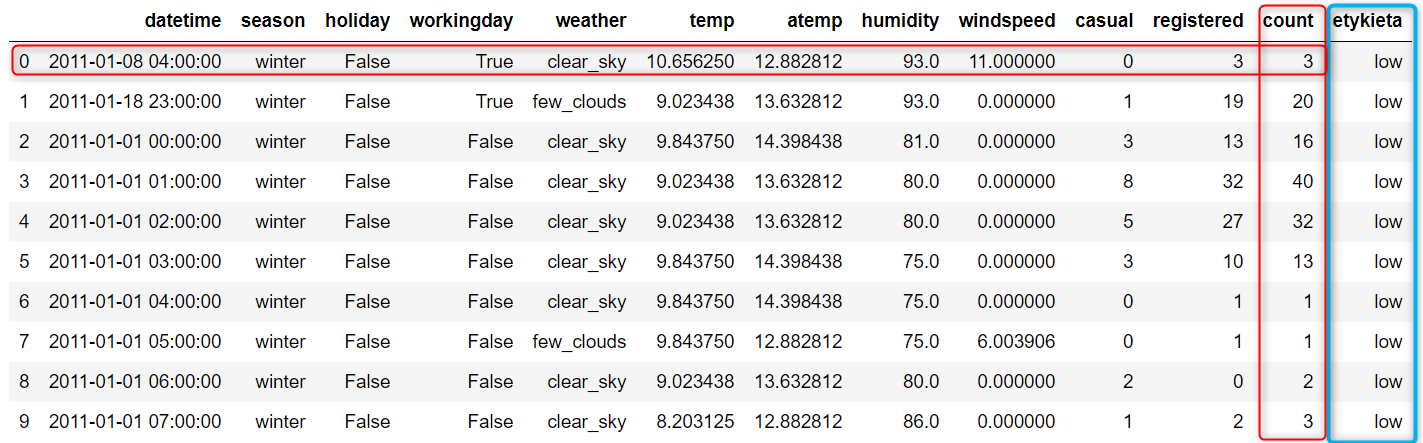 datetime season holiday workingday weather temp atemp humidity windspeed casual registered count etykieta
0 2011-01-08 04:00:00 winter False True clear_sky 10.656250 12.882812 93.0 11.000000 0 3 3 low
1 2011-01-18 23:00:00 winter False True few_clouds 9.023438 13.632812 93.0 0.000000 1 19 20 low
2 2011-01-01 00:00:00 winter False False clear_sky 9.843750 14.398438 81.0 0.000000 3 13 16 low
3 2011-01-01 01:00:00 winter False False clear_sky 9.023438 13.632812 80.0 0.000000 8 32 40 low
4 2011-01-01 02:00:00 winter False False clear_sky 9.023438 13.632812 80.0 0.000000 5 27 32 low
5 2011-01-01 03:00:00 winter False False clear_sky 9.843750 14.398438 75.0 0.000000 3 10 13 low
6 2011-01-01 04:00:00 winter False False clear_sky 9.843750 14.398438 75.0 0.000000 0 1 1 low
7 2011-01-01 05:00:00 winter False False few_clouds 9.843750 12.882812 75.0 6.003906 0 1 1 low
8 2011-01-01 06:00:00 winter False False clear_sky 9.023438 13.632812 80.0 0.000000 2 0 2 low
9 2011-01-01 07:00:00 winter False False clear_sky 8.203125 12.882812 86.0 0.000000 1 2 3 low